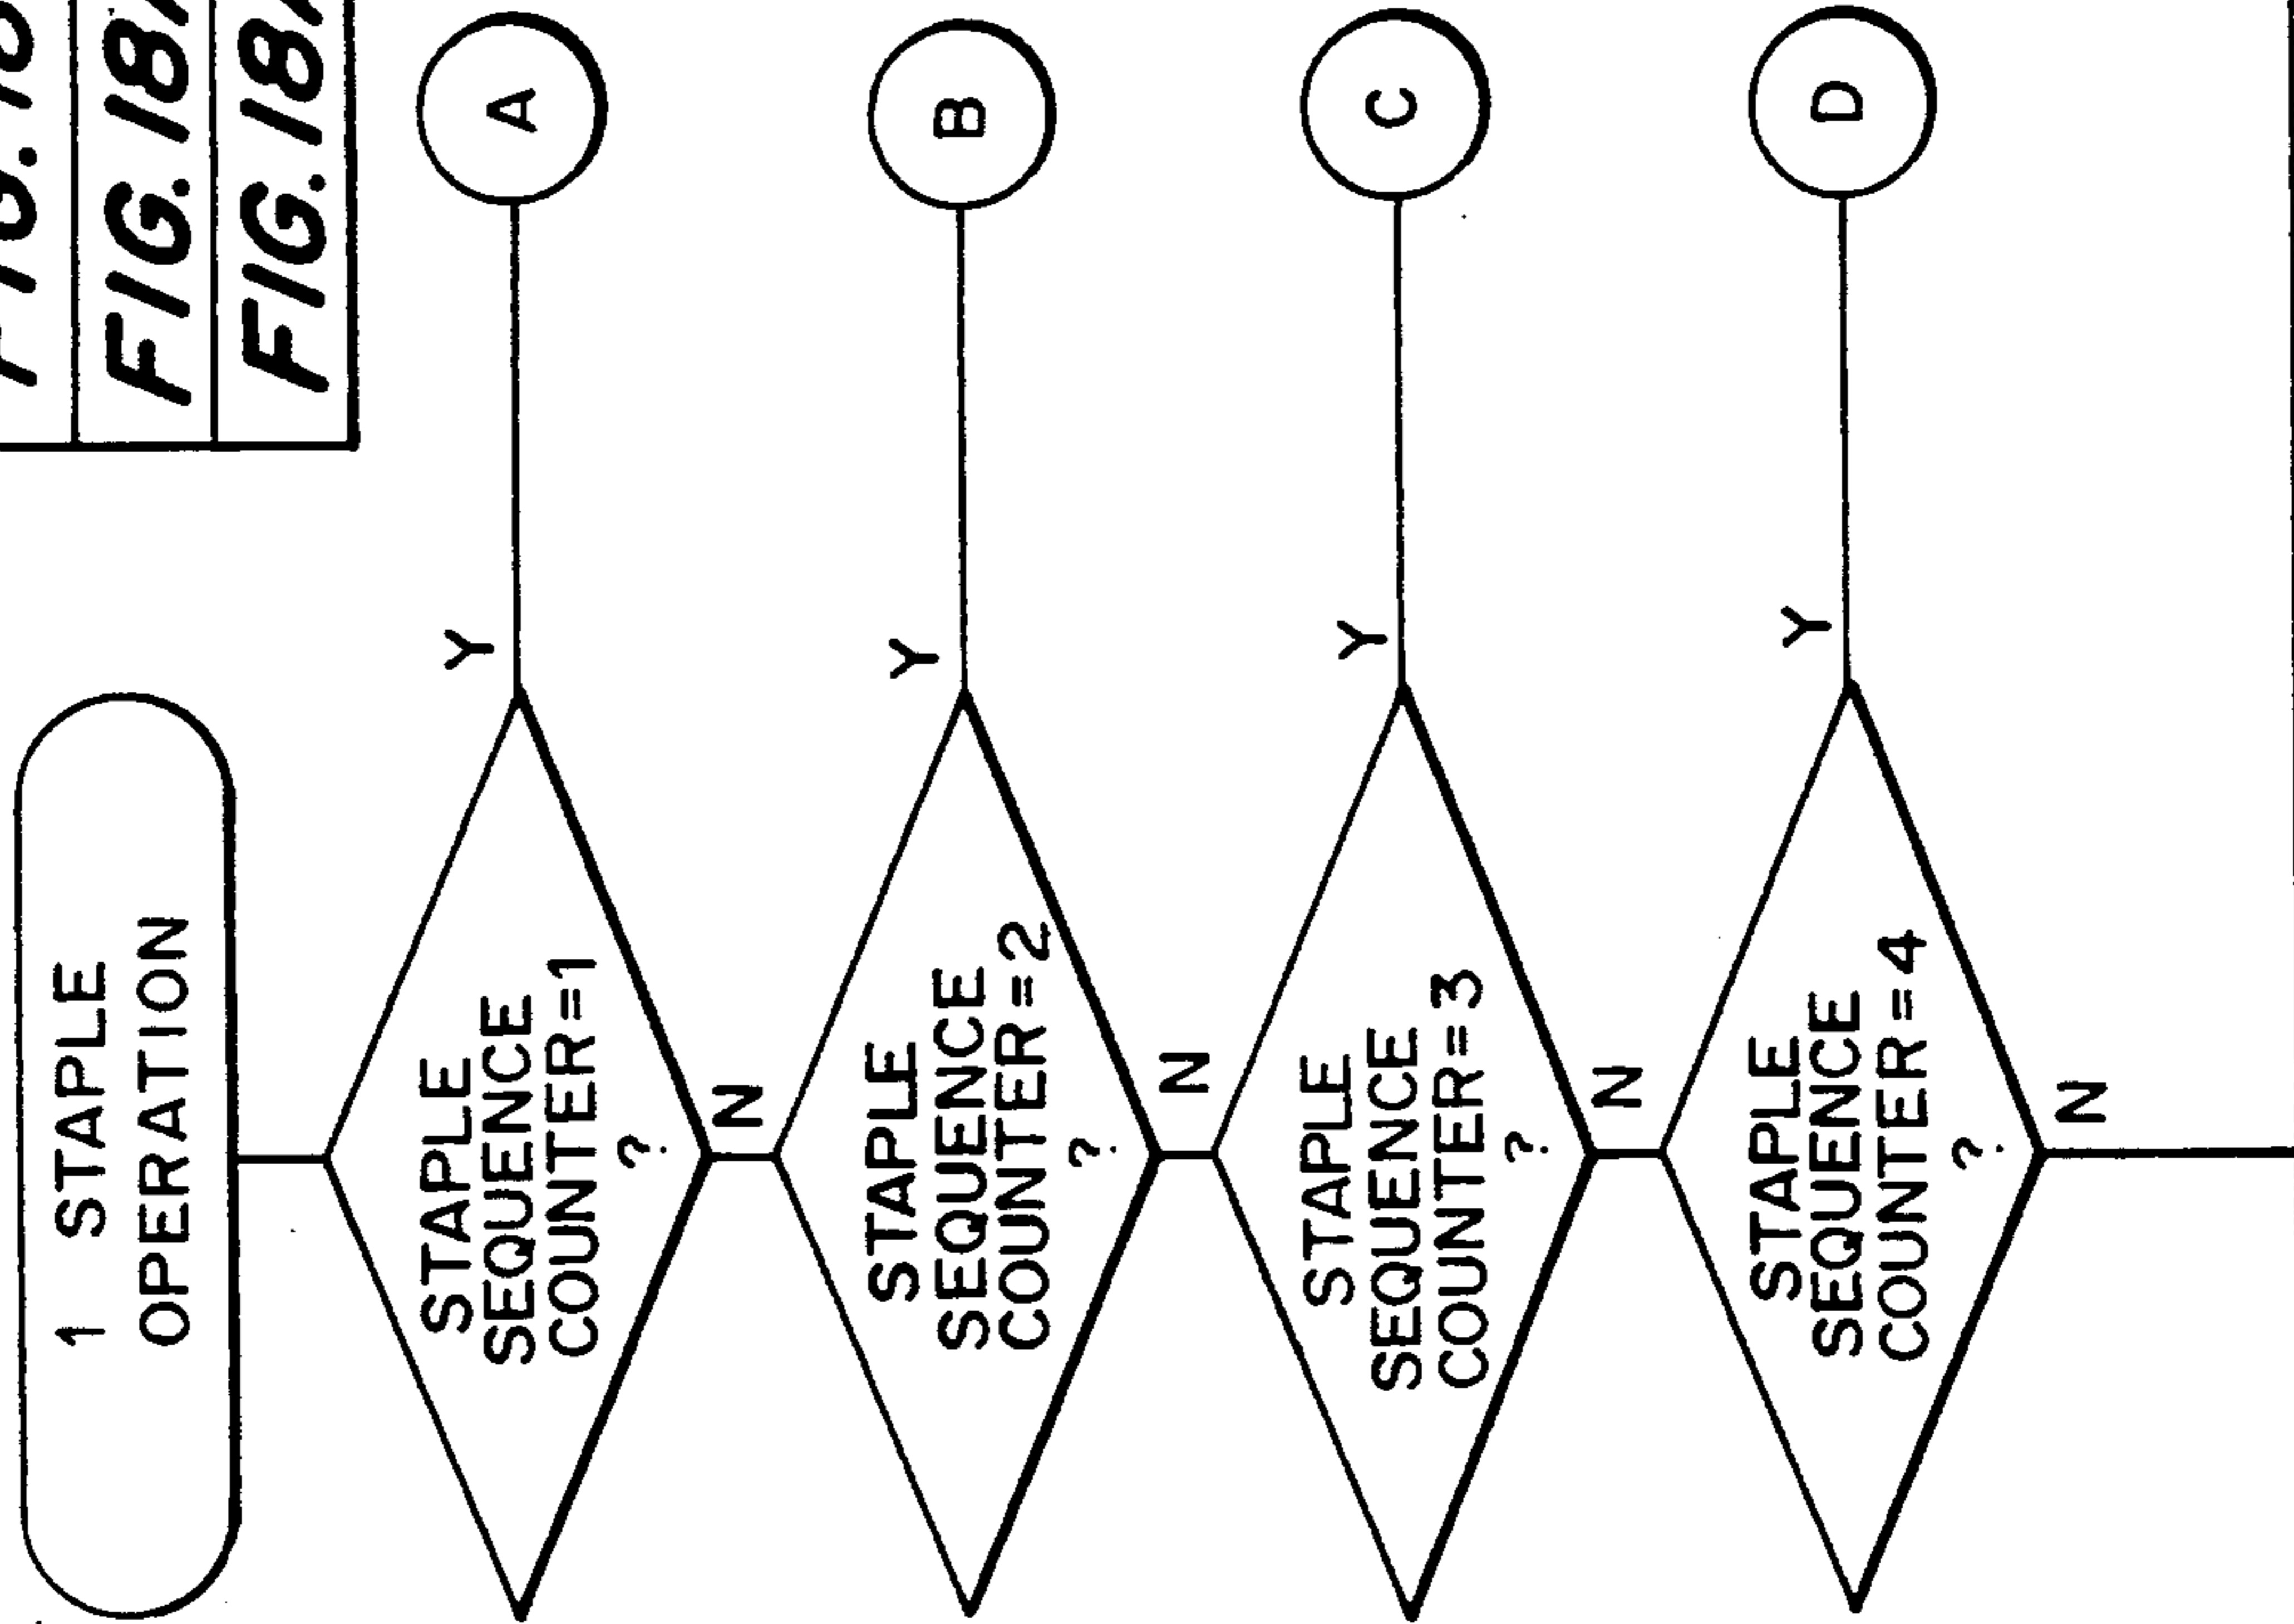 1 STAPLE
OPERATION
STAPLE
SEQUENCE
COUNTER=1
?
Y
A
N
STAPLE
SEQUENCE
COUNTER=2
?
Y
B
N
STAPLE
SEQUENCE
COUNTER=3
?
Y
C
N
STAPLE
SEQUENCE
COUNTER=4
?
Y
D
N
FIG.18
FIG.18